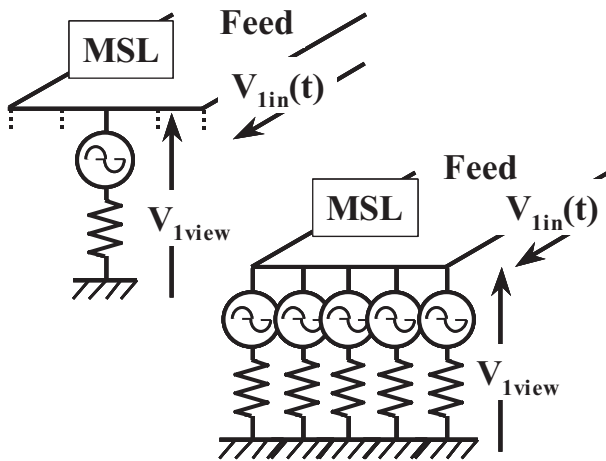 Feed
MSL
V1in(t)
V1view
Feed
MSL
V1in(t)
V1view